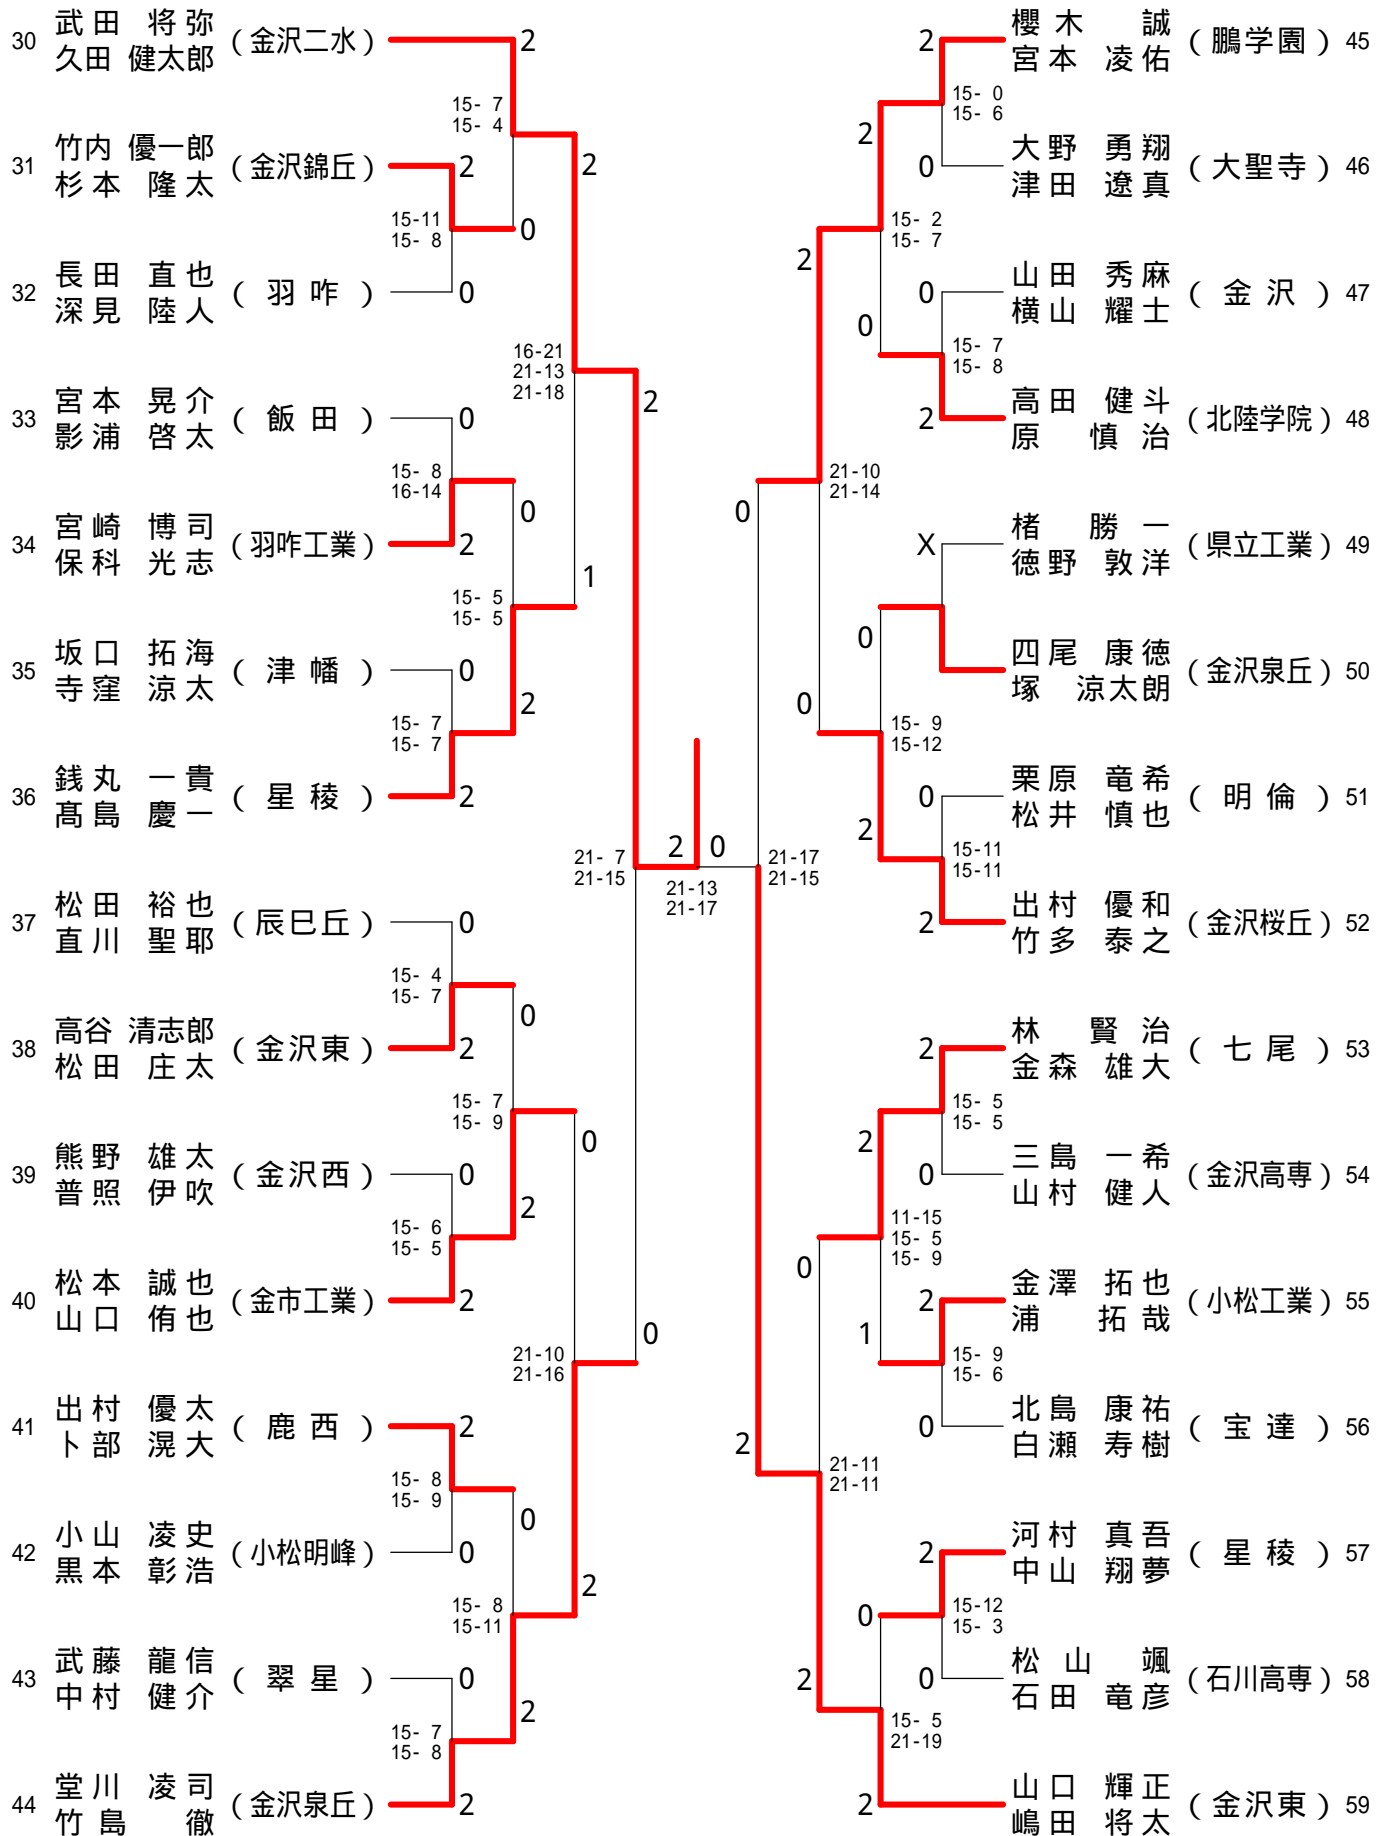 30 武田 将弥 (金沢二水) 2
久田 健太郎
15- 7
15- 4
2
31 竹内 優一郎 (金沢錦丘) 2
杉本 隆太
15-11
15- 8
0
32 長田 直也 (羽咋) 0
深見 陸人
16-21
21-13
21-18
2
33 宮本 晃介 (飯田) 0
影浦 啓太
15- 8
16-14
0
34 宮崎 博司 (羽咋工業) 2
保科 光志
15- 5
15- 5
1
35 坂口 拓海 (津幡) 0
寺窪 涼太
15- 7
15- 7
2
36 銭丸 一貴 (星稜) 2
髙島 慶一
21- 7
21-15
2 0
21-13
21-17
37 松田 裕也 (辰巳丘) 0
直川 聖耶
15- 4
15- 7
0
38 高谷 清志郎 (金沢東) 2
松田 庄太
15- 7
15- 9
0
39 熊野 雄太 (金沢西) 0
普照 伊吹
15- 6
15- 5
2
40 松本 誠也 (金市工業) 2
山口 侑也
21-10
21-16
0
41 出村 優太 (鹿西) 2
卜部 滉大
15- 8
15- 9
0
42 小山 凌史 (小松明峰) 0
黒本 彰浩
15- 8
15-11
2
43 武藤 龍信 (翠星) 0
中村 健介
15- 7
15- 8
2
44 堂川 凌司 (金沢泉丘) 2
竹島 徹
2 櫻木 誠 (鵬学園) 45
宮本 凌佑
15- 0
15- 6
2
0 大野 勇翔 (大聖寺) 46
津田 遼真
15- 2
15- 7
2
0 山田 秀麻 (金沢) 47
横山 耀士
0
15- 7
15- 8
2 高田 健斗 (北陸学院) 48
原 慎治
21-10
21-14
0
X 楮 勝一 (県立工業) 49
徳野 敦洋
0
四尾 康徳 (金沢泉丘) 50
塚 涼太朗
0
15- 9
15-12
0 栗原 竜希 (明倫) 51
松井 慎也
2
15-11
15-11
21-17
21-15
2 出村 優和 (金沢桜丘) 52
竹多 泰之
2 林 賢治 (七尾) 53
金森 雄大
15- 5
15- 5
2
0 三島 一希 (金沢高専) 54
山村 健人
11-15
15- 5
15- 9
0
2 金澤 拓也 (小松工業) 55
浦 拓哉
1
15- 9
15- 6
0 北島 康祐 (宝達) 56
白瀬 寿樹
2
21-11
21-11
2 河村 真吾 (星稜) 57
中山 翔夢
0
15-12
15- 3
0 松山 颯 (石川高専) 58
石田 竜彦
2
15- 5
21-19
2 山口 輝正 (金沢東) 59
嶋田 将太